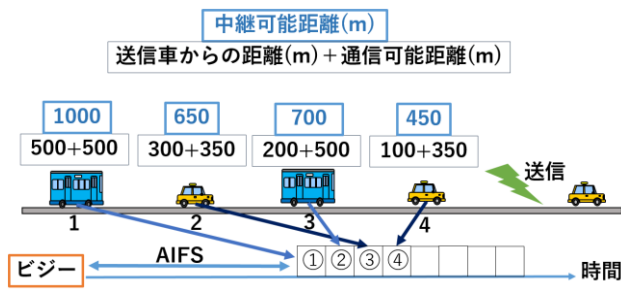 中継可能距離(m)
送信車からの距離(m)＋通信可能距離(m)
1000 650 700 450
500+500 300+350 200+500 100+350
送信
1 2 3 4
① ② ③ ④
AIFS
ビジー
時間